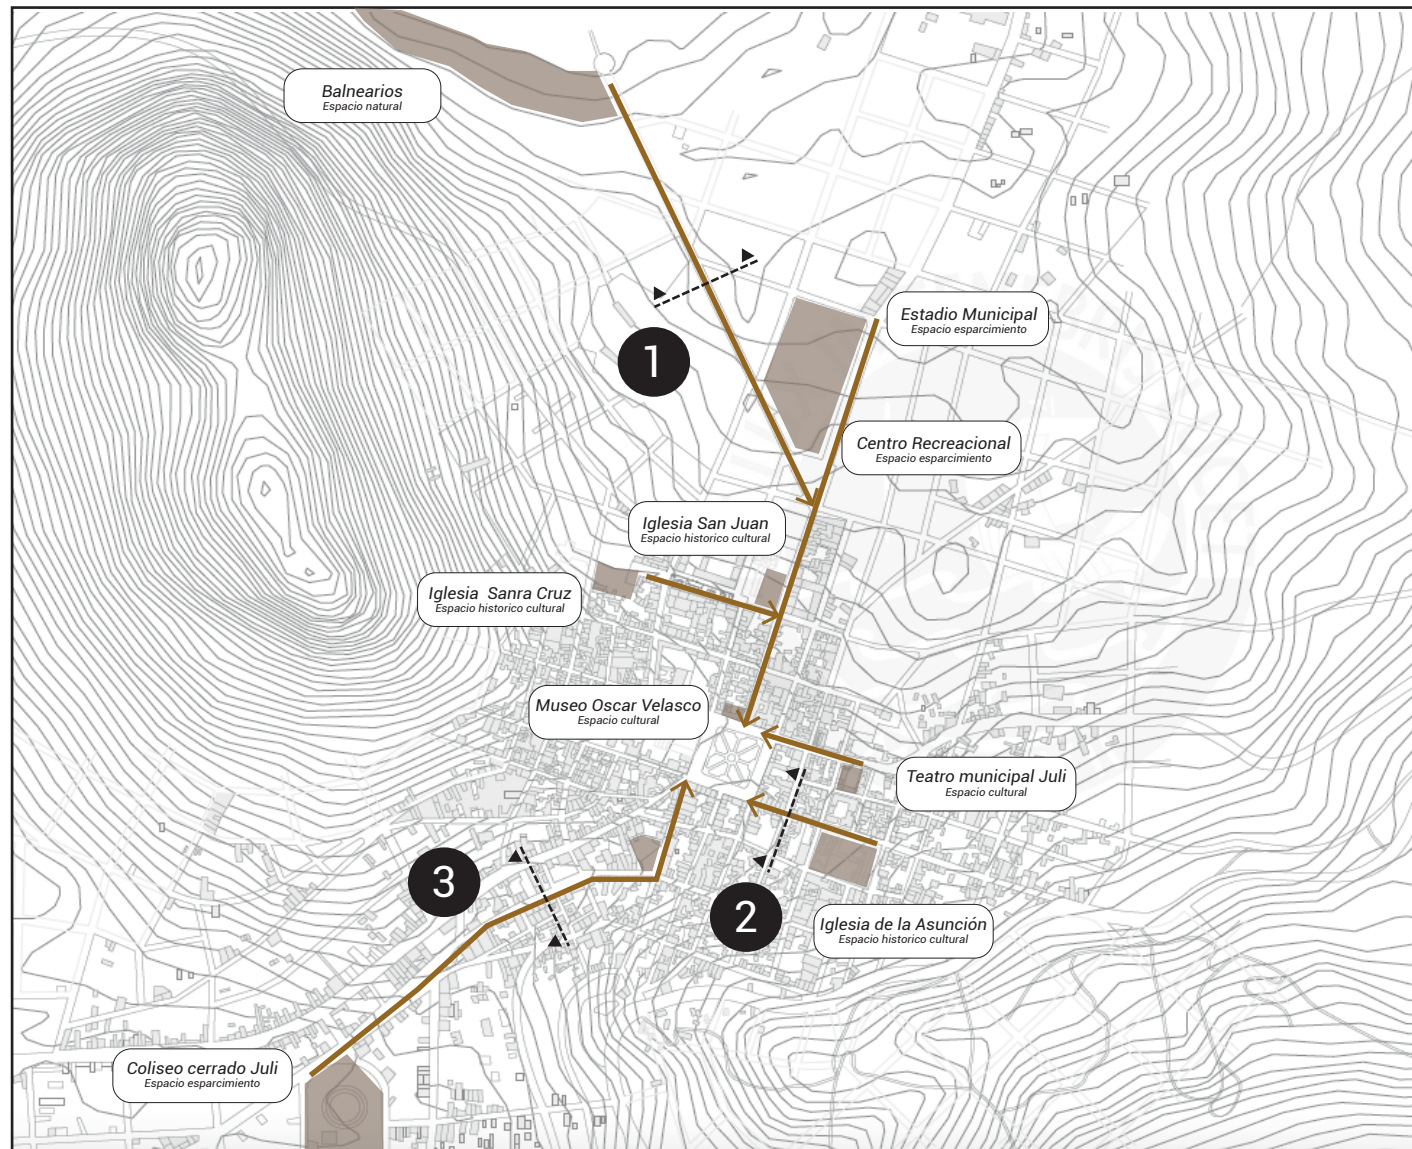 Balnearios
Espacio natural
Estadio Municipal
Espacio esparcimiento
1
Centro Recreacional
Espacio esparcimiento
Iglesia San Juan
Espacio historico cultural
Iglesia Sanra Cruz
Espacio historico cultural
Museo Oscar Velasco
Espacio cultural
Teatro municipal Juli
Espacio cultural
3
2
Iglesia de la Asunción
Espacio historico cultural
Coliseo cerrado Juli
Espacio esparcimiento